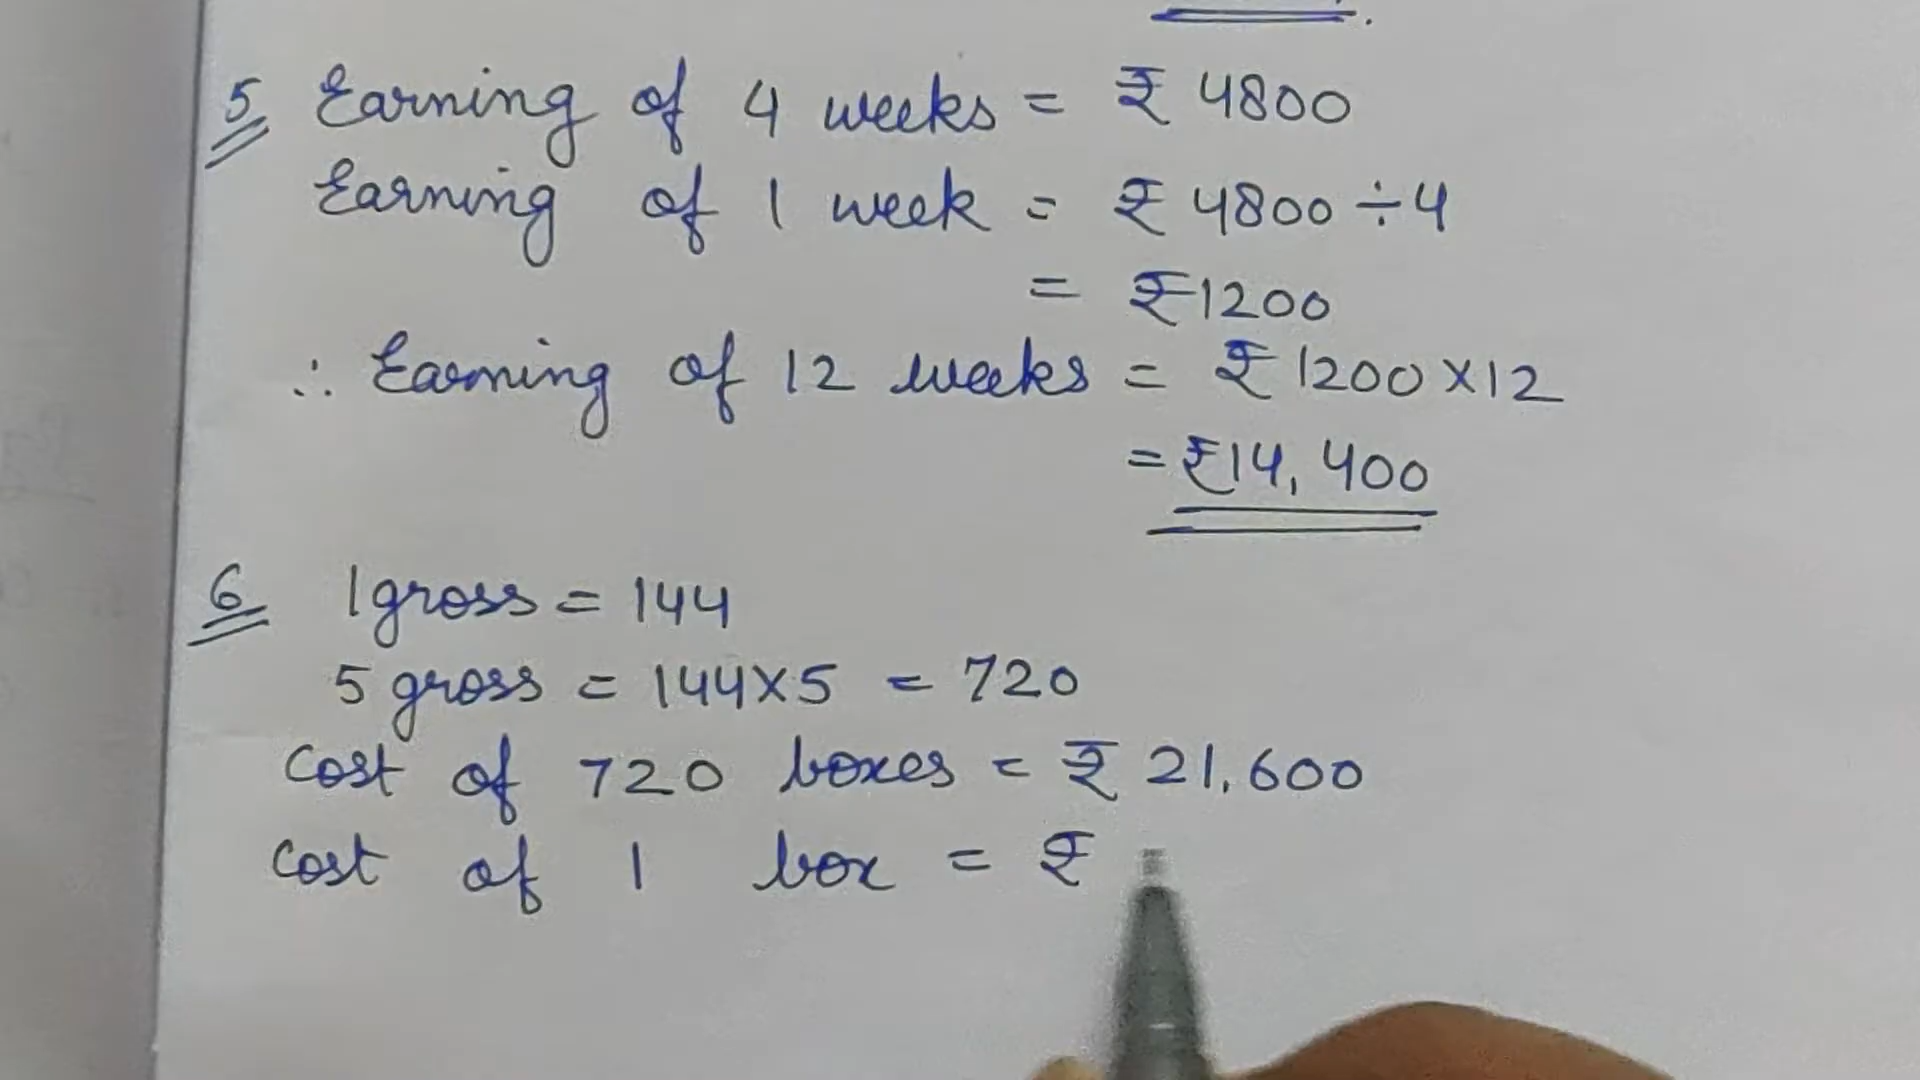 5 Earning of 4 weeks = ₹ 4800
Earning of 1 week = ₹ 4800 ÷ 4
= ₹1200
∴ Earning of 12 weeks = ₹ 1200 × 12
= ₹14,400
6 1 gross = 144
5 gross = 144×5 = 720
Cost of 720 boxes = ₹ 21,600
Cost of 1 box = ₹